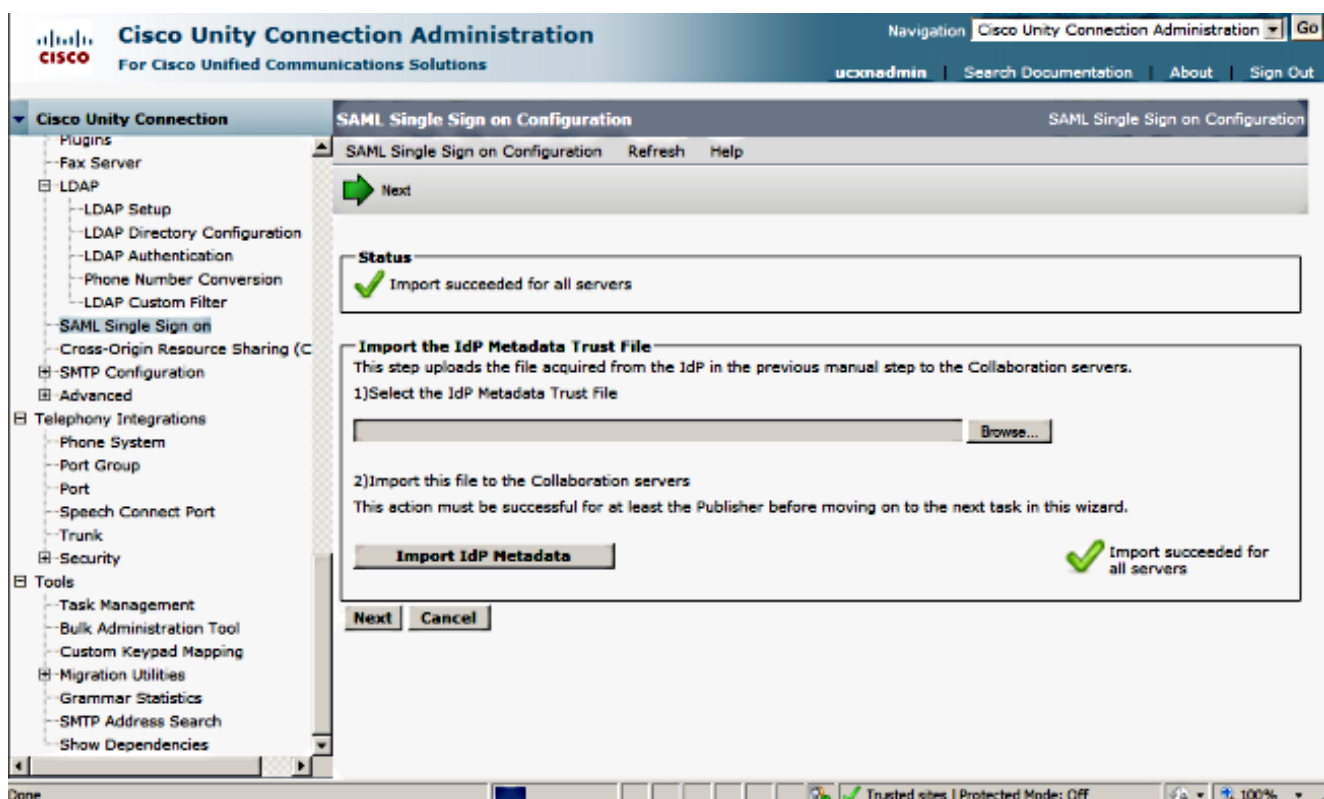 Cisco Unity Connection Administration
For Cisco Unified Communications Solutions
CISCO
Navigation Cisco Unity Connection Administration Go
ucxnadmin | Search Documentation | About | Sign Out
Cisco Unity Connection
Plugins
Fax Server
LDAP
LDAP Setup
LDAP Directory Configuration
LDAP Authentication
Phone Number Conversion
LDAP Custom Filter
SAML Single Sign on
Cross-Origin Resource Sharing (C
SMTP Configuration
Advanced
Telephony Integrations
Phone System
Port Group
Port
Speech Connect Port
Trunk
Security
Tools
Task Management
Bulk Administration Tool
Custom Keypad Mapping
Migration Utilities
Grammar Statistics
SMTP Address Search
Show Dependencies
SAML Single Sign on Configuration
SAML Single Sign on Configuration
SAML Single Sign on Configuration Refresh Help
Next
Status
Import succeeded for all servers
Import the IdP Metadata Trust File
This step uploads the file acquired from the IdP in the previous manual step to the Collaboration servers.
1)Select the IdP Metadata Trust File
Browse...
2)Import this file to the Collaboration servers
This action must be successful for at least the Publisher before moving on to the next task in this wizard.
Import IdP Metadata
Import succeeded for
all servers
Next Cancel
Done
Trusted sites | Protected Mode: Off
100%